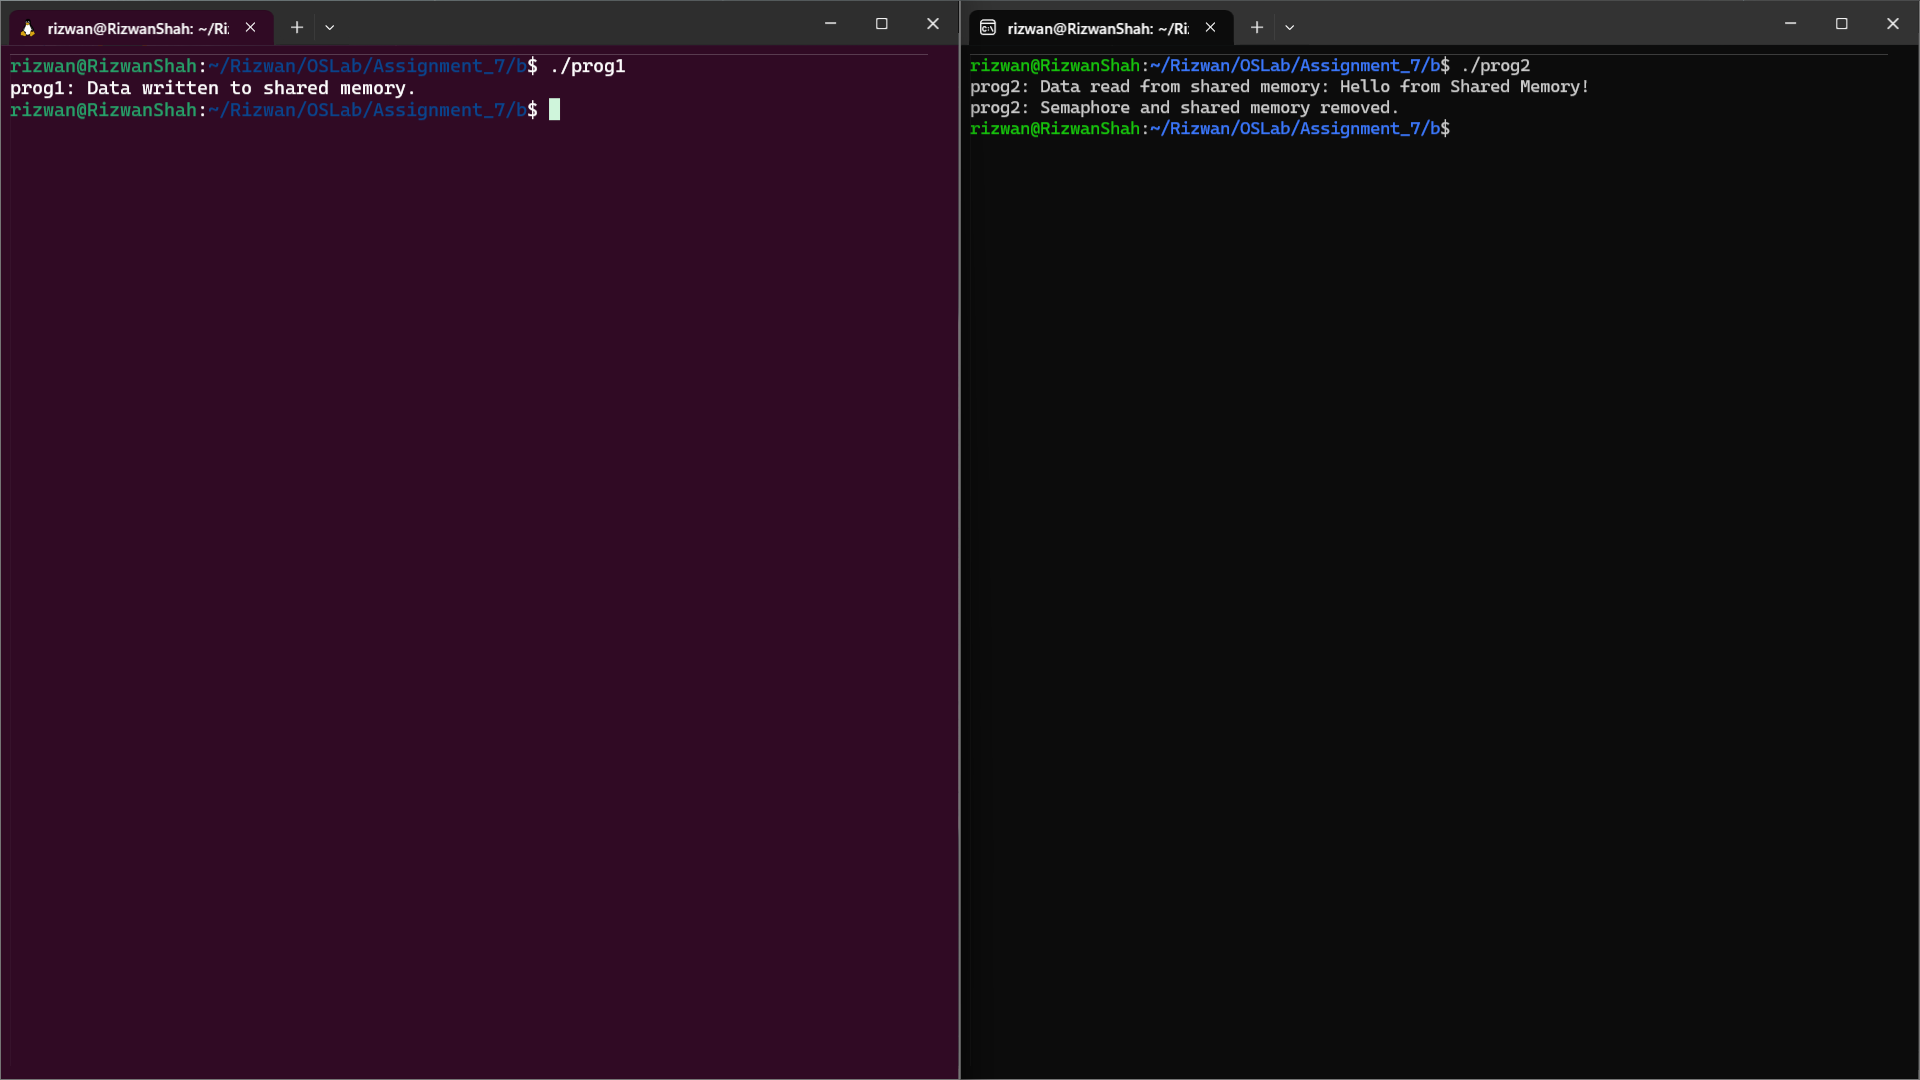 rizwan@RizwanShah: ~/Ri
rizwan@RizwanShah:~/Rizwan/OSLab/Assignment_7/b$ ./prog1
prog1: Data written to shared memory.
rizwan@RizwanShah:~/Rizwan/OSLab/Assignment_7/b$
rizwan@RizwanShah: ~/Ri
rizwan@RizwanShah:~/Rizwan/OSLab/Assignment_7/b$ ./prog2
prog2: Data read from shared memory: Hello from Shared Memory!
prog2: Semaphore and shared memory removed.
rizwan@RizwanShah:~/Rizwan/OSLab/Assignment_7/b$